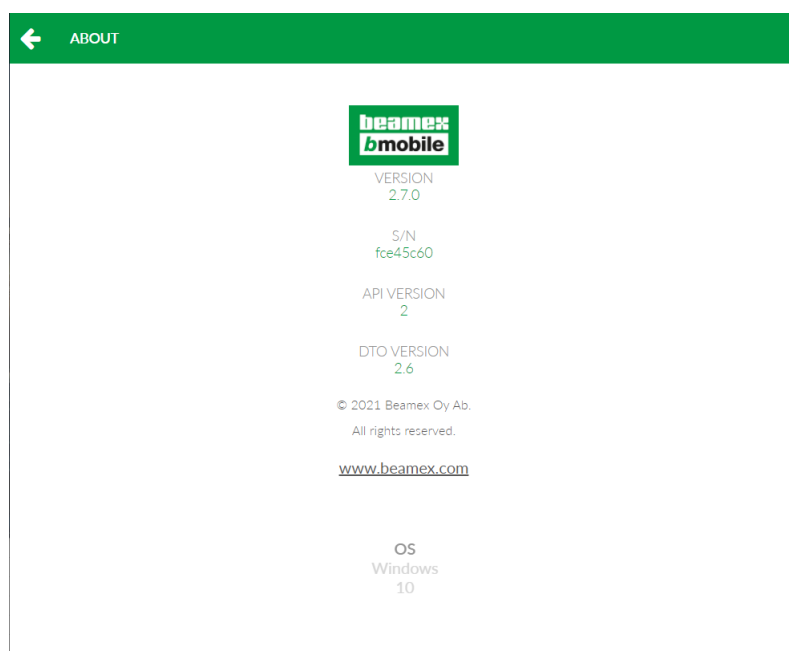 ABOUT
beamex
bmobile
VERSION
2.7.0
S/N
fce45c60
API VERSION
2
DTO VERSION
2.6
© 2021 Beamex Oy Ab.
All rights reserved.
www.beamex.com
OS
Windows
10